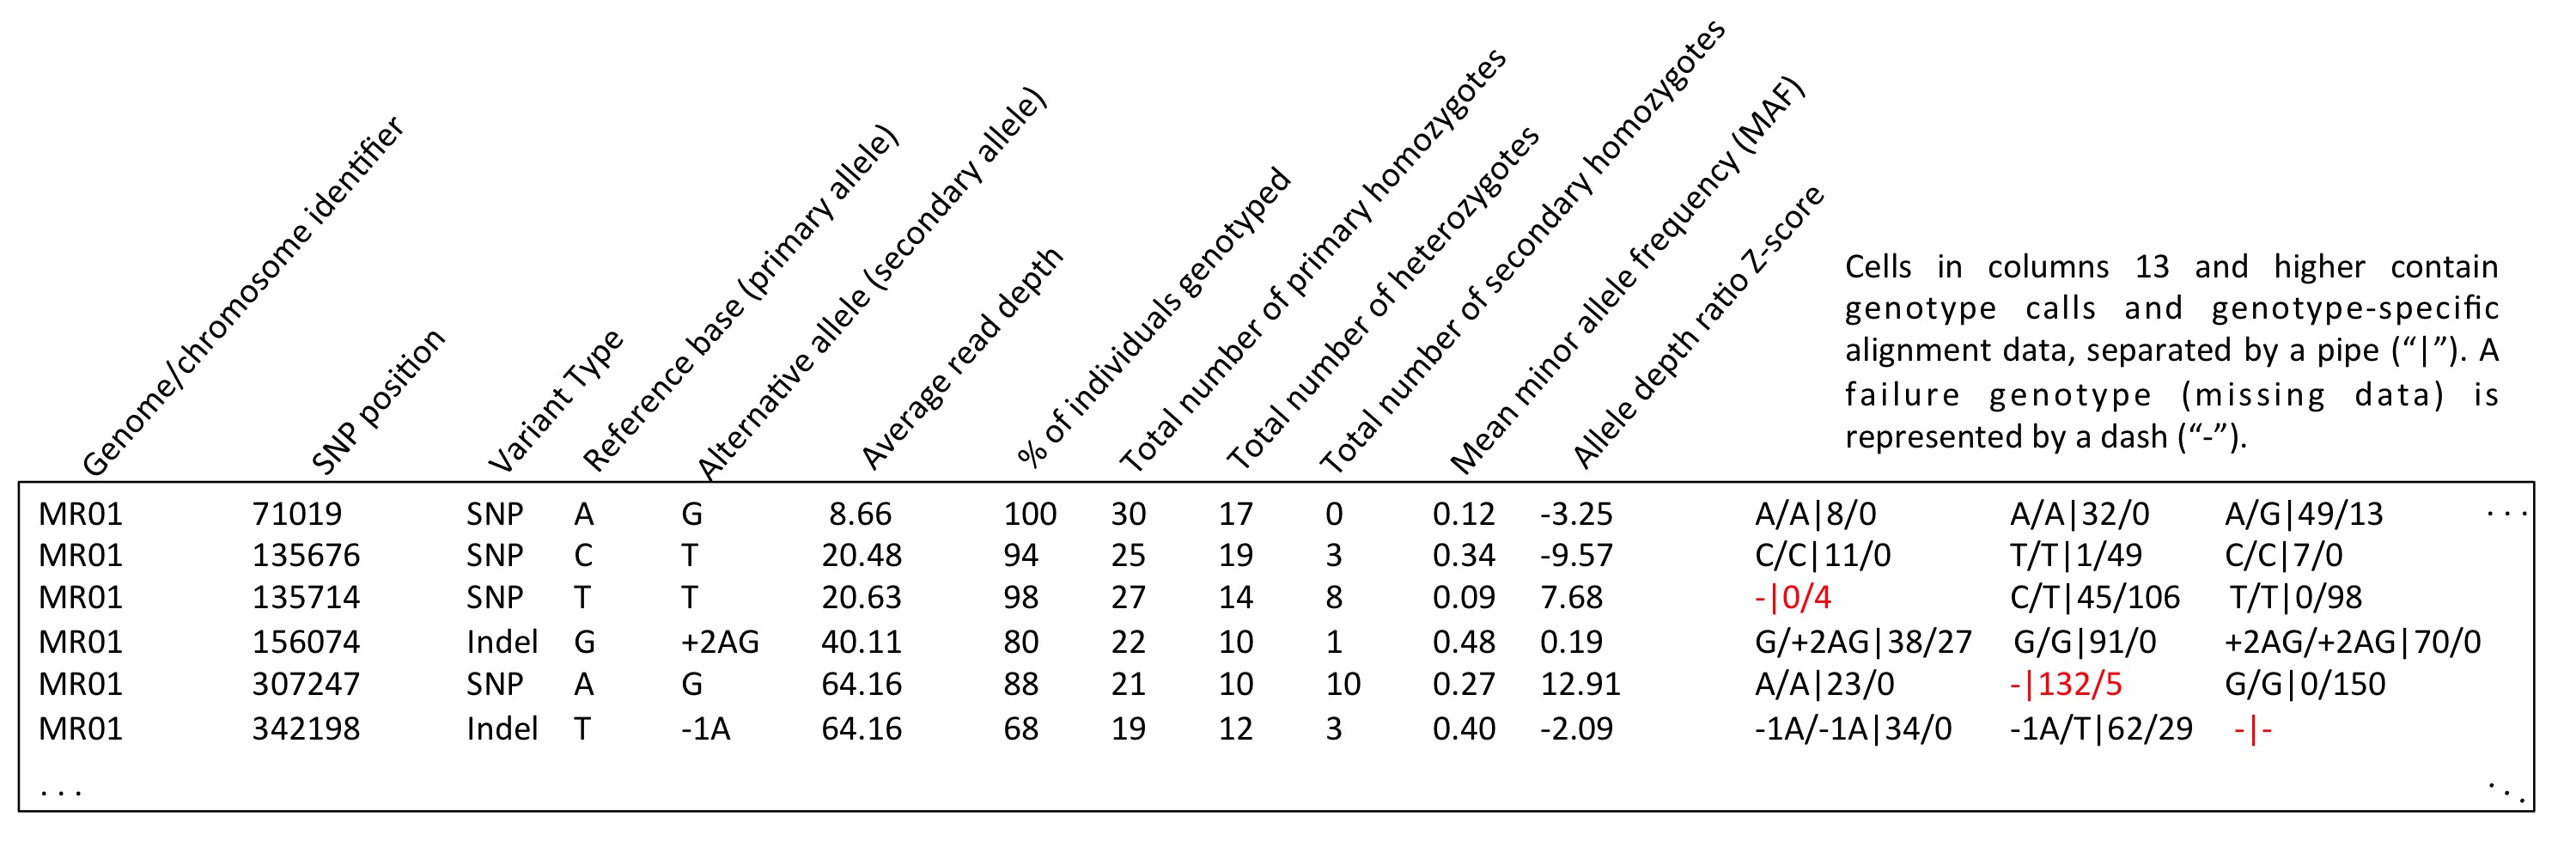 Genome/chromosome identifier
SNP position
Variant Type
Reference base (primary allele)
Alternative allele (secondary allele)
Average read depth
% of individuals genotyped
Total number of primary homozygotes
Total number of heterozygotes
Total number of secondary homozygotes
Mean minor allele frequency (MAF)
Allele depth ratio Z-score
Cells in columns 13 and higher contain
genotype calls and genotype-specific
alignment data, separated by a pipe (“|”). A
failure genotype (missing data) is
represented by a dash (“-”).
MR01 71019 SNP A G 8.66 100 30 17 0 0.12 -3.25 A/A|8/0 A/A|32/0 A/G|49/13 ...
MR01 135676 SNP C T 20.48 94 25 19 3 0.34 -9.57 C/C|11/0 T/T|1/49 C/C|7/0
MR01 135714 SNP T T 20.63 98 27 14 8 0.09 7.68 -|0/4 C/T|45/106 T/T|0/98
MR01 156074 Indel G +2AG 40.11 80 22 10 1 0.48 0.19 G/+2AG|38/27 G/G|91/0 +2AG/+2AG|70/0
MR01 307247 SNP A G 64.16 88 21 10 10 0.27 12.91 A/A|23/0 -|132/5 G/G|0/150
MR01 342198 Indel T -1A 64.16 68 19 12 3 0.40 -2.09 -1A/-1A|34/0 -1A/T|62/29 -|-
... ...